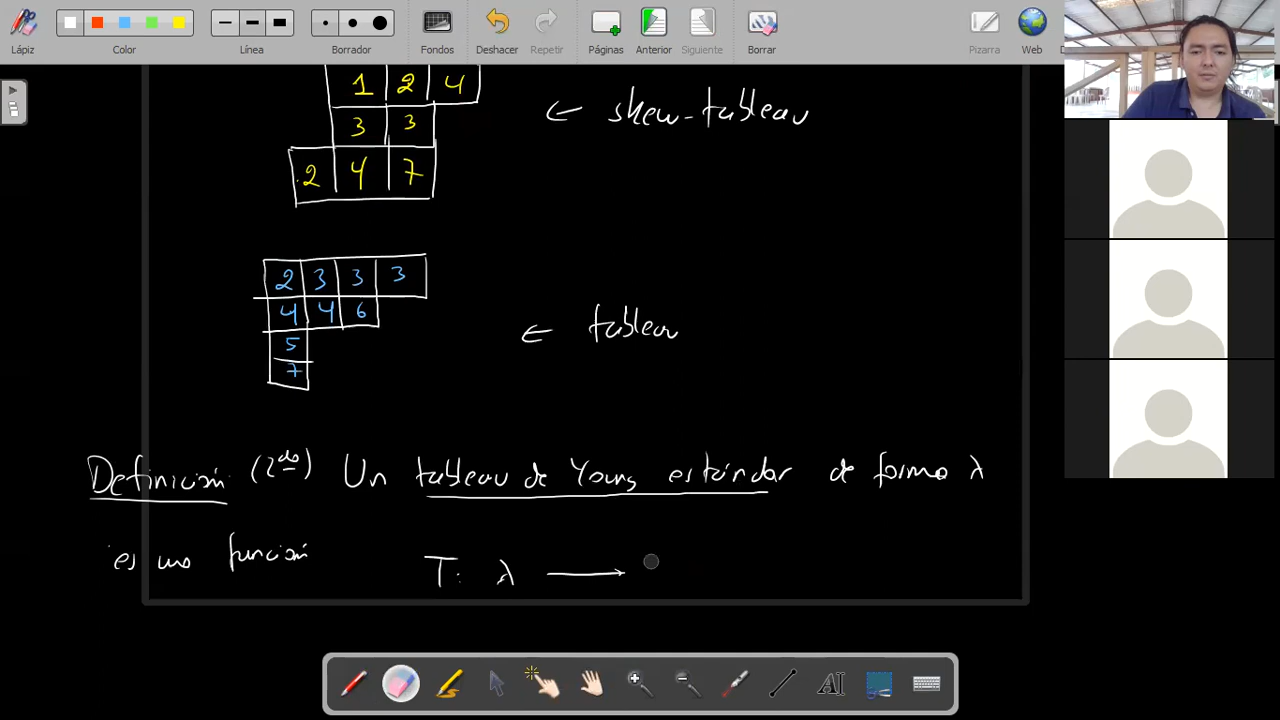 Lápiz Color Línea Borrador Fondos Deshacer Repetir Páginas Anterior Siguiente Borrar Pizarra Web
1 2 4
← skew-tableau
3 3
2 4 7
2 3 3 3
4 4 6
← tableau
5
7
Definición (2da) Un tableau de Young estándar de forma λ
es una función T: λ →
AI